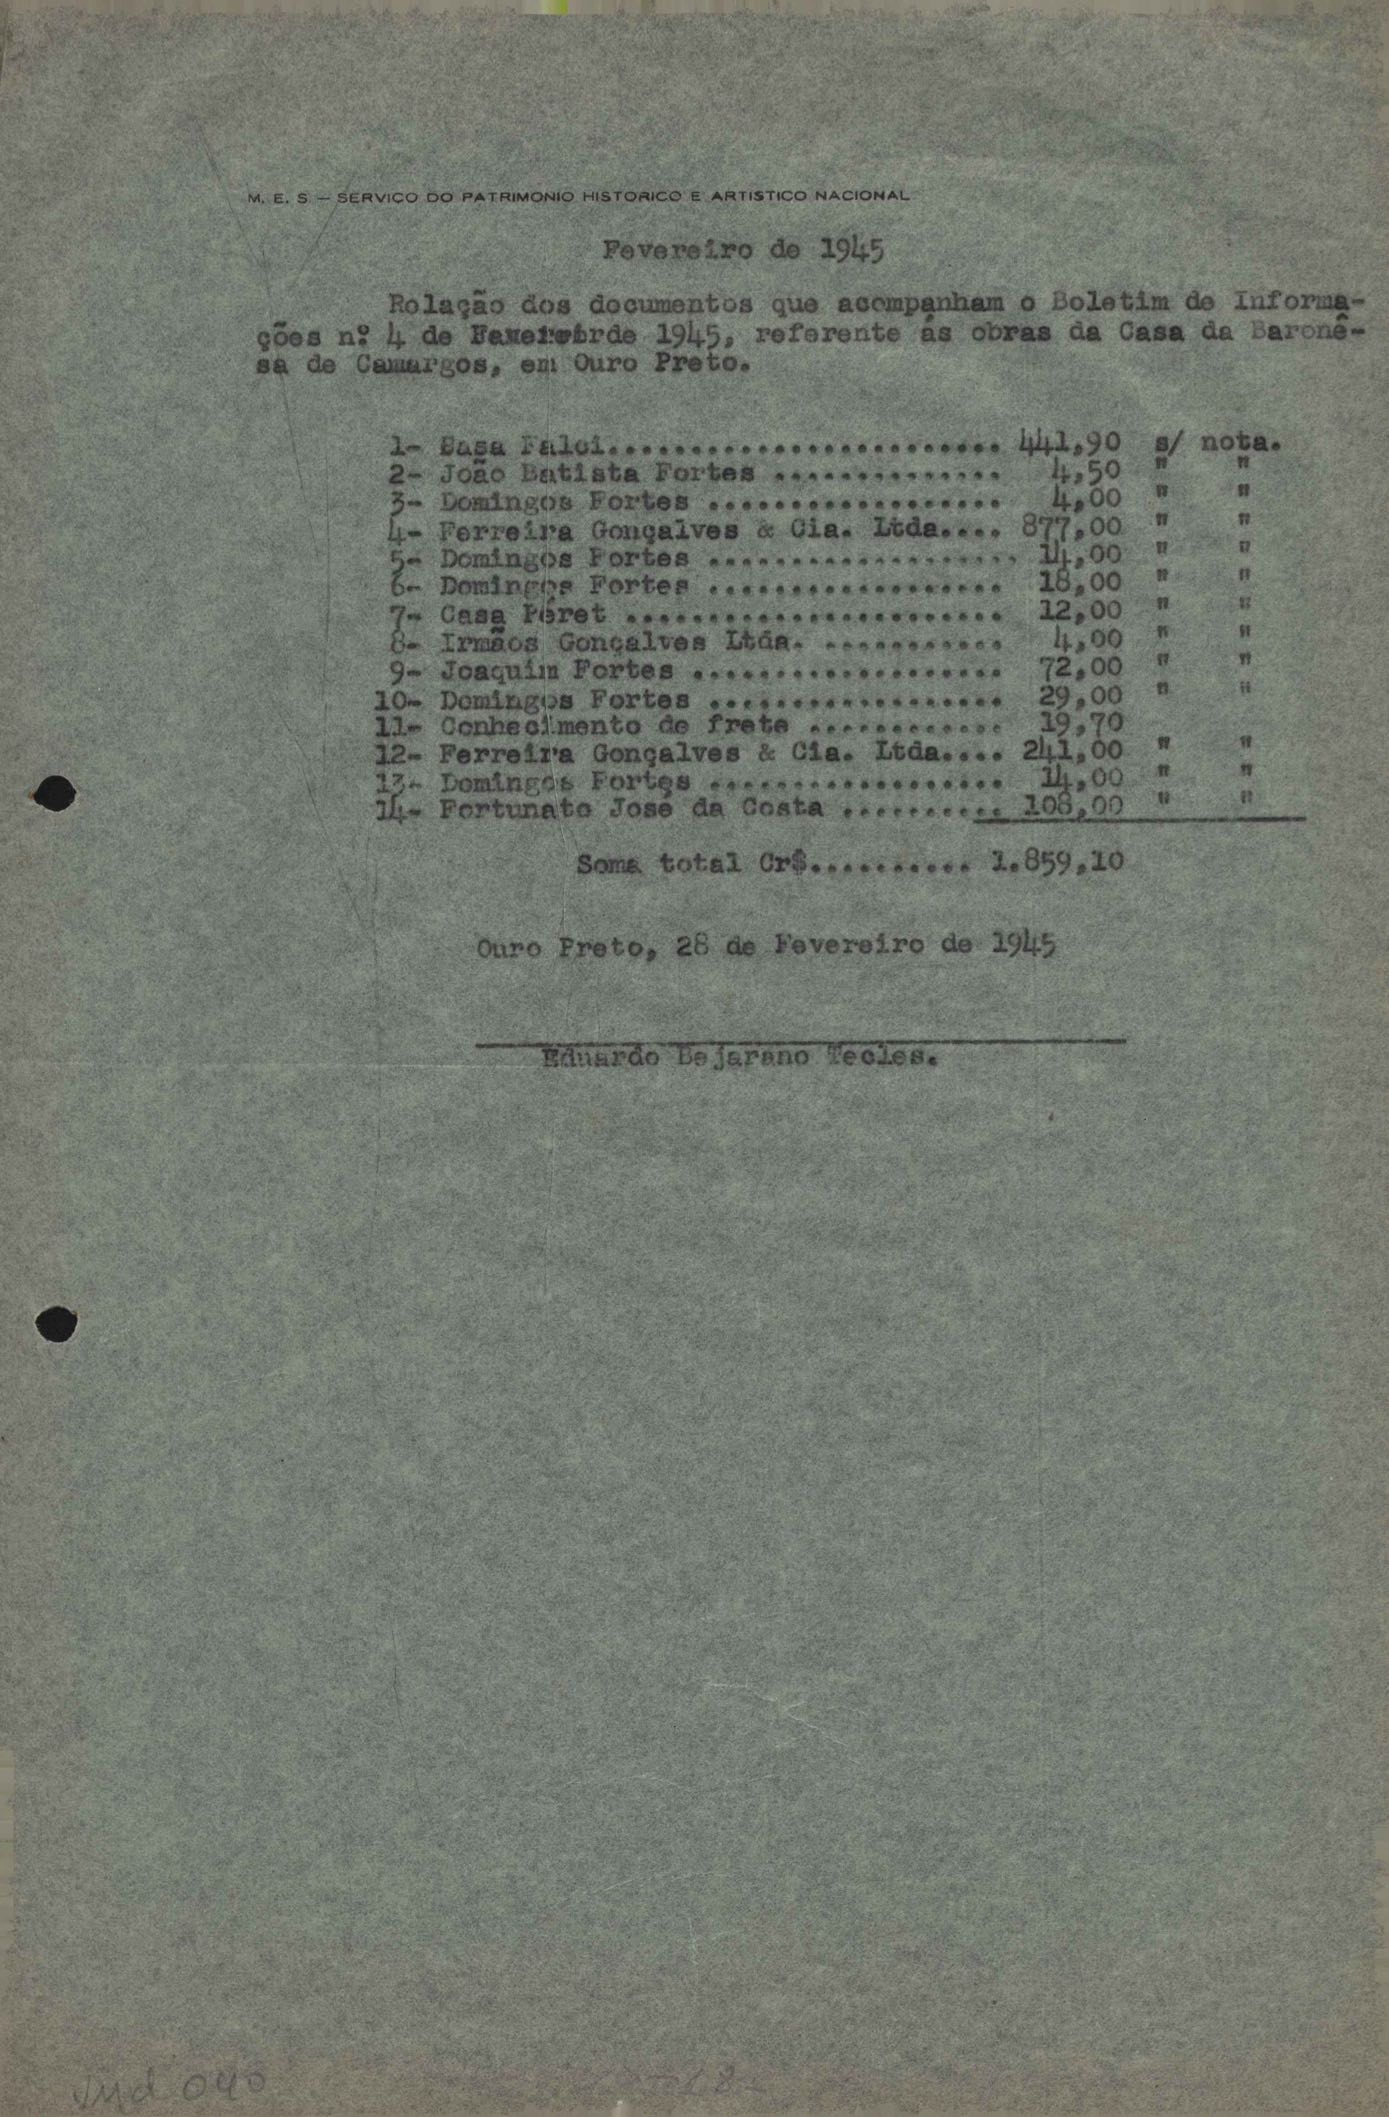 M. E. S — SERVIÇO DO PATRIMONIO HISTORICO E ARTISTICO NACIONAL
Fevereiro de 1945
Relação dos documentos que acompanham o Boletim de Informa-
ções nº 4 de de 1945, referente ás obras da Casa da Baronê-
sa de Camargos, em Ouro Preto.
1- Casa Falci........................ 441,90 s/ nota.
2- João Batista Fortes .............. 4,50 " "
3- Domingos Fortes .................. 4,00 " "
4- Ferreira Gonçalves & Cia. Ltda.... 877,00 " "
5- Domingos Fortes ................... 14,00 " "
6- Domingos Fortes .................. 18,00 " "
7- Casa Péret ....................... 12,00 " "
8- Irmãos Gonçalves Ltda. ........... 4,00 " "
9- Joaquim Fortes ................... 72,00 " "
10- Domingos Fortes .................. 29,00 " "
11- Conhecimento de frete ............ 19,70
12- Ferreira Gonçalves & Cia. Ltda.... 241,00 " "
13- Domingos Fortes .................. 14,00 " "
14- Fortunato José da Costa .......... 108,00 " "
Soma total Cr$.......... 1.859,10
Ouro Preto, 28 de Fevereiro de 1945
Eduardo Bejarano Tecles.